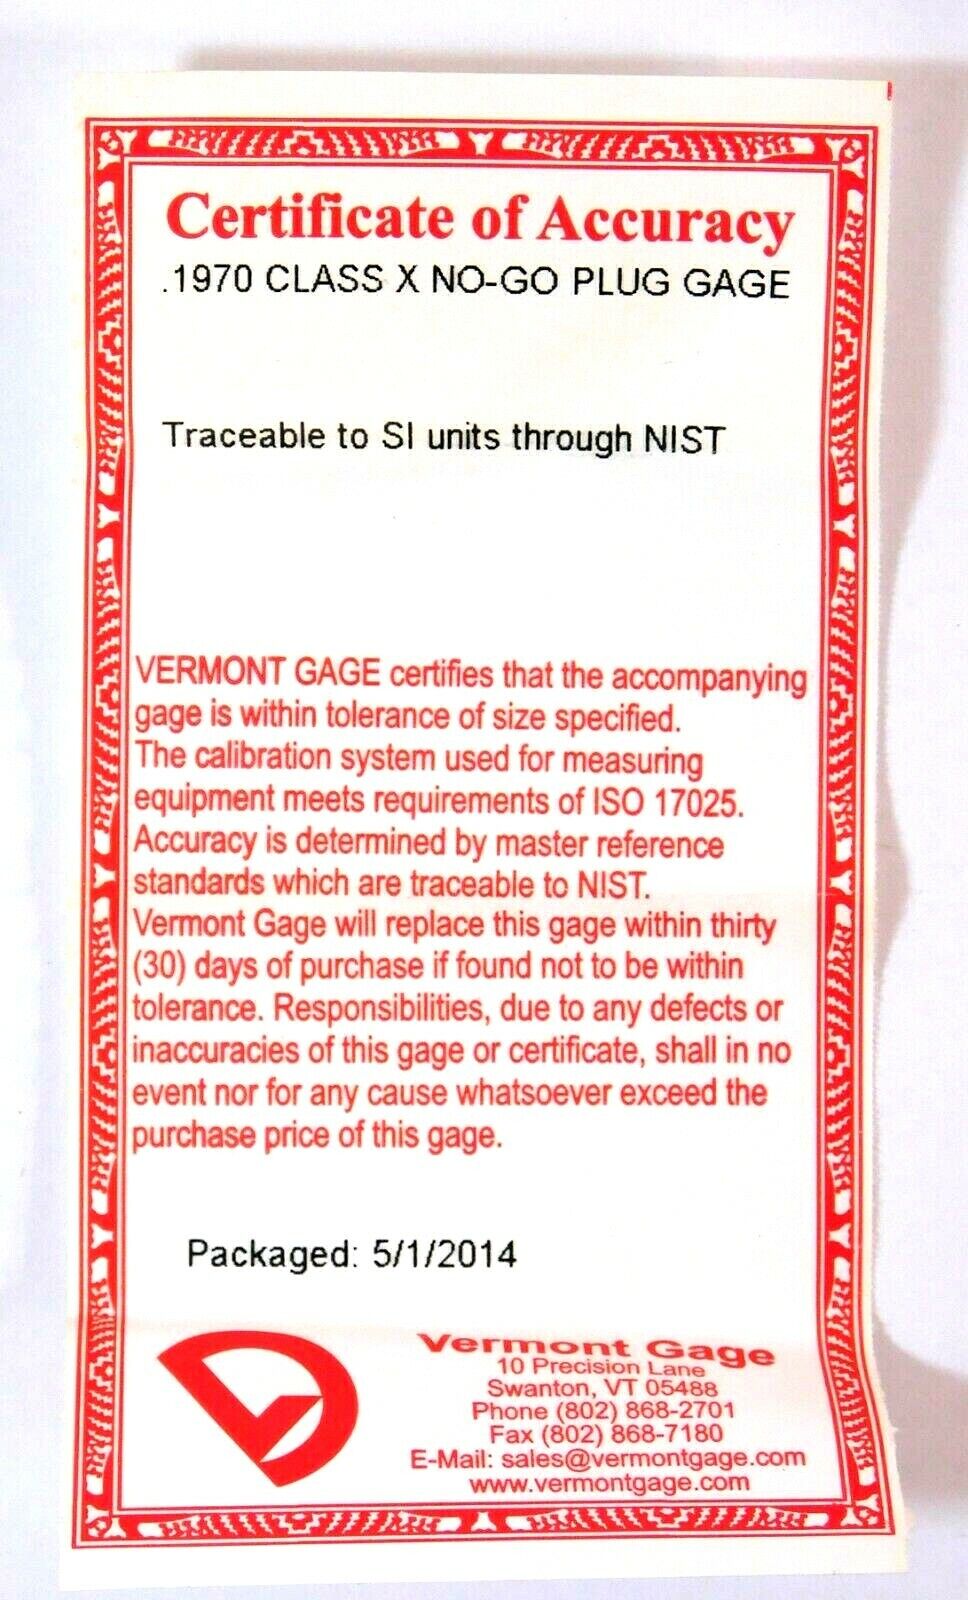 Certificate of Accuracy
.1970 CLASS X NO-GO PLUG GAGE
Traceable to SI units through NIST
VERMONT GAGE certifies that the accompanying
gage is within tolerance of size specified.
The calibration system used for measuring
equipment meets requirements of ISO 17025.
Accuracy is determined by master reference
standards which are traceable to NIST.
Vermont Gage will replace this gage within thirty
(30) days of purchase if found not to be within
tolerance. Responsibilities, due to any defects or
inaccuracies of this gage or certificate, shall in no
event nor for any cause whatsoever exceed the
purchase price of this gage.
Packaged: 5/1/2014
Vermont Gage
10 Precision Lane
Swanton, VT 05488
Phone (802) 868-2701
Fax (802) 868-7180
E-Mail: sales@vermontgage.com
www.vermontgage.com